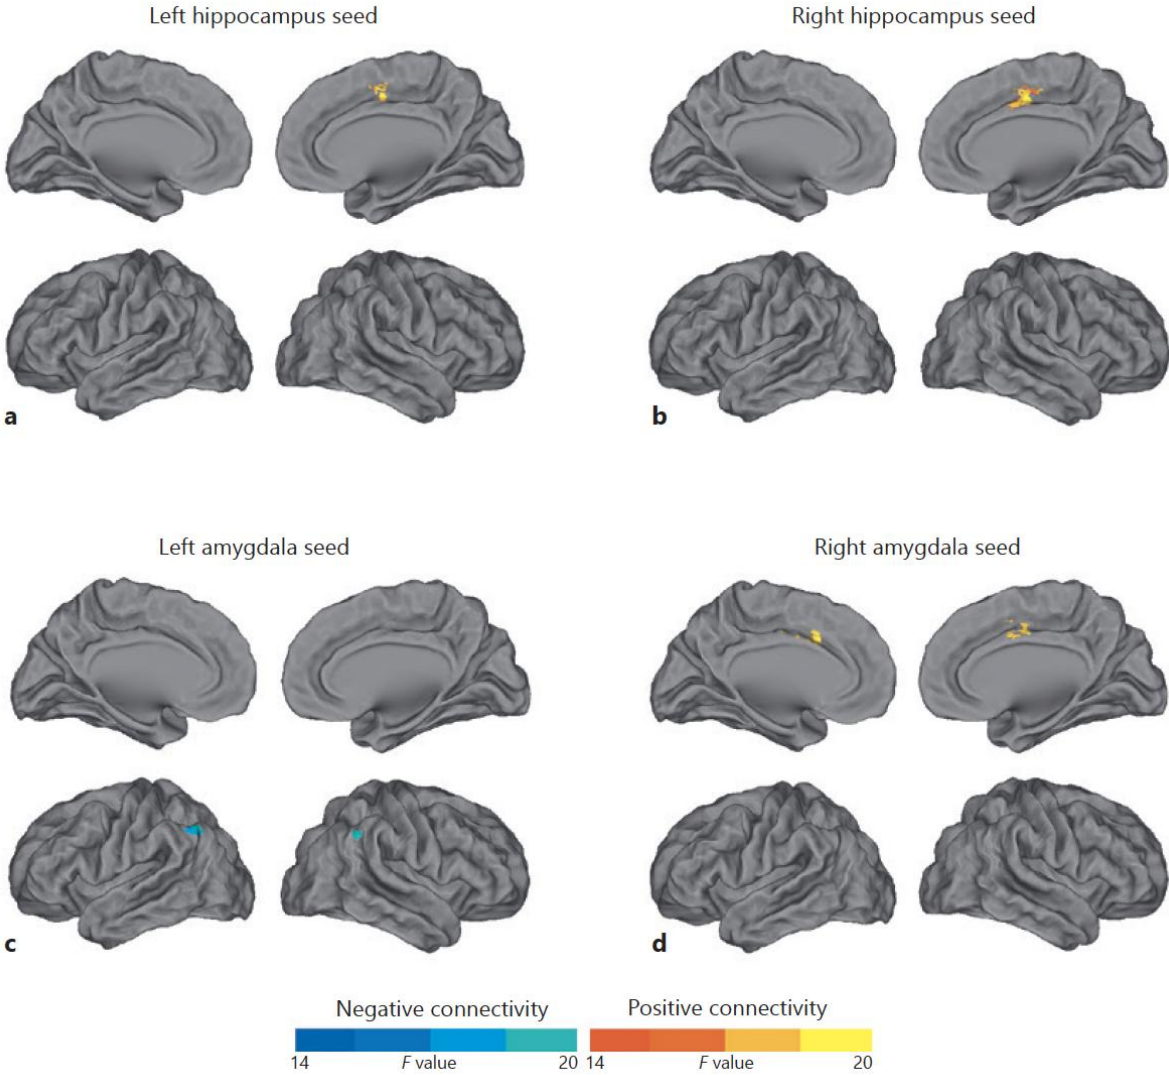 Left hippocampus seed
Right hippocampus seed
a
b
Left amygdala seed
Right amygdala seed
c
d
Negative connectivity
Positive connectivity
14 F value 20
14 F value 20